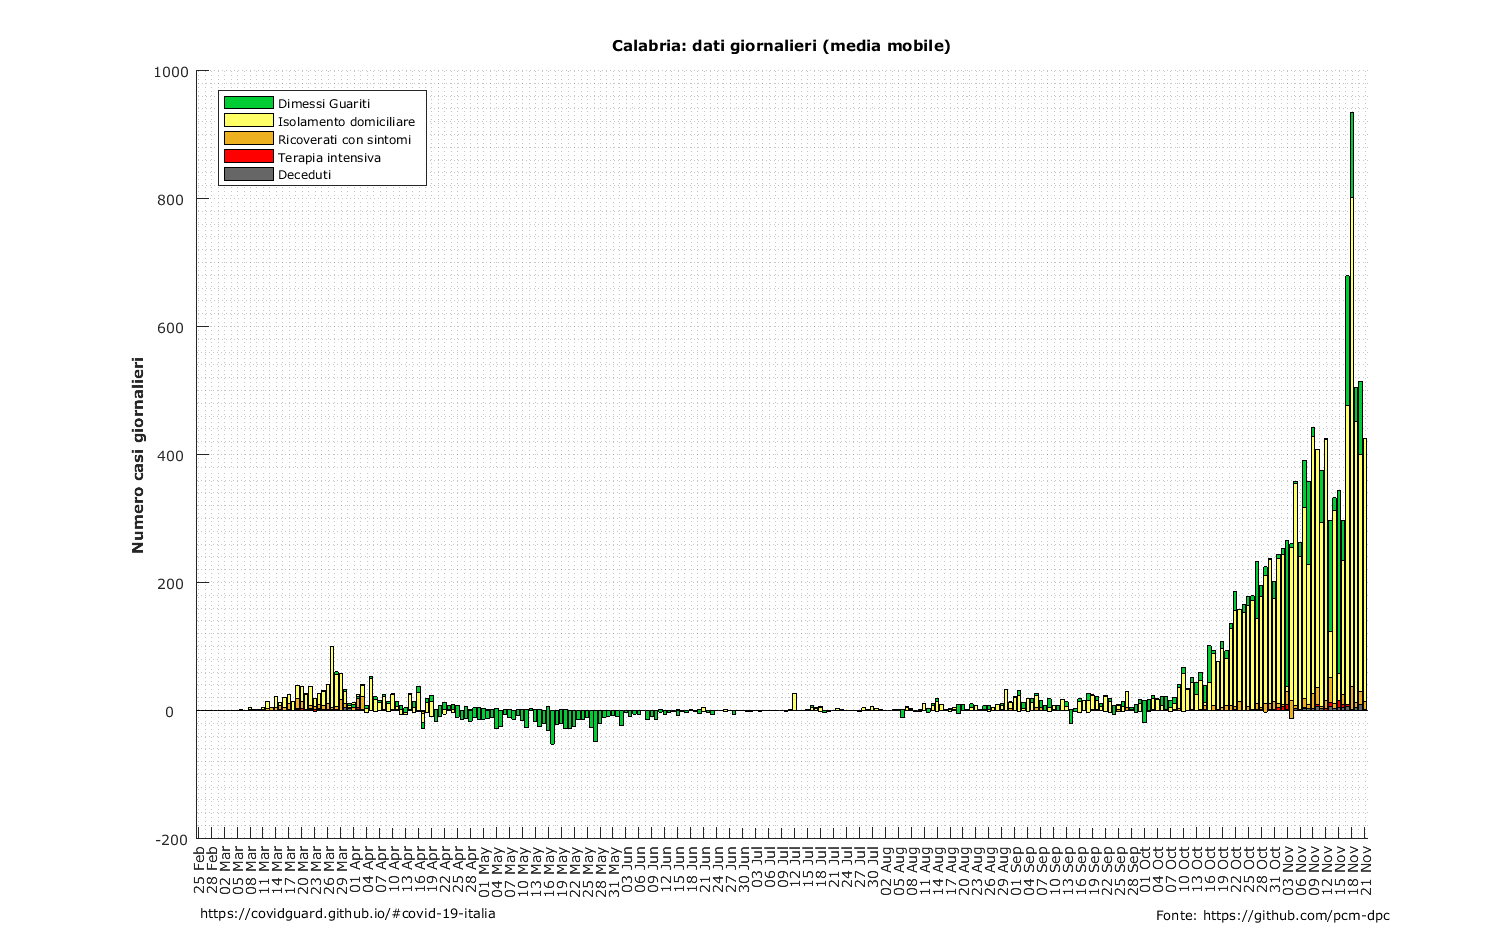 Calabria: dati giornalieri (media mobile)
1000
800
600
400
200
0
-200
Numero casi giornalieri
Dimessi Guariti
Isolamento domiciliare
Ricoverati con sintomi
Terapia intensiva
Deceduti
25 Feb
28 Feb
02 Mar
05 Mar
08 Mar
11 Mar
14 Mar
17 Mar
20 Mar
23 Mar
26 Mar
29 Mar
01 Apr
04 Apr
07 Apr
10 Apr
13 Apr
16 Apr
19 Apr
22 Apr
25 Apr
28 Apr
01 May
04 May
07 May
10 May
13 May
16 May
19 May
22 May
25 May
28 May
31 May
03 Jun
06 Jun
09 Jun
12 Jun
15 Jun
18 Jun
21 Jun
24 Jun
27 Jun
30 Jun
03 Jul
06 Jul
09 Jul
12 Jul
15 Jul
18 Jul
21 Jul
24 Jul
27 Jul
30 Jul
02 Aug
05 Aug
08 Aug
11 Aug
14 Aug
17 Aug
20 Aug
23 Aug
26 Aug
29 Aug
01 Sep
04 Sep
07 Sep
10 Sep
13 Sep
16 Sep
19 Sep
22 Sep
25 Sep
28 Sep
01 Oct
04 Oct
07 Oct
10 Oct
13 Oct
16 Oct
19 Oct
22 Oct
25 Oct
28 Oct
31 Oct
03 Nov
06 Nov
09 Nov
12 Nov
15 Nov
18 Nov
21 Nov
https://covidguard.github.io/#covid-19-italia
Fonte: https://github.com/pcm-dpc